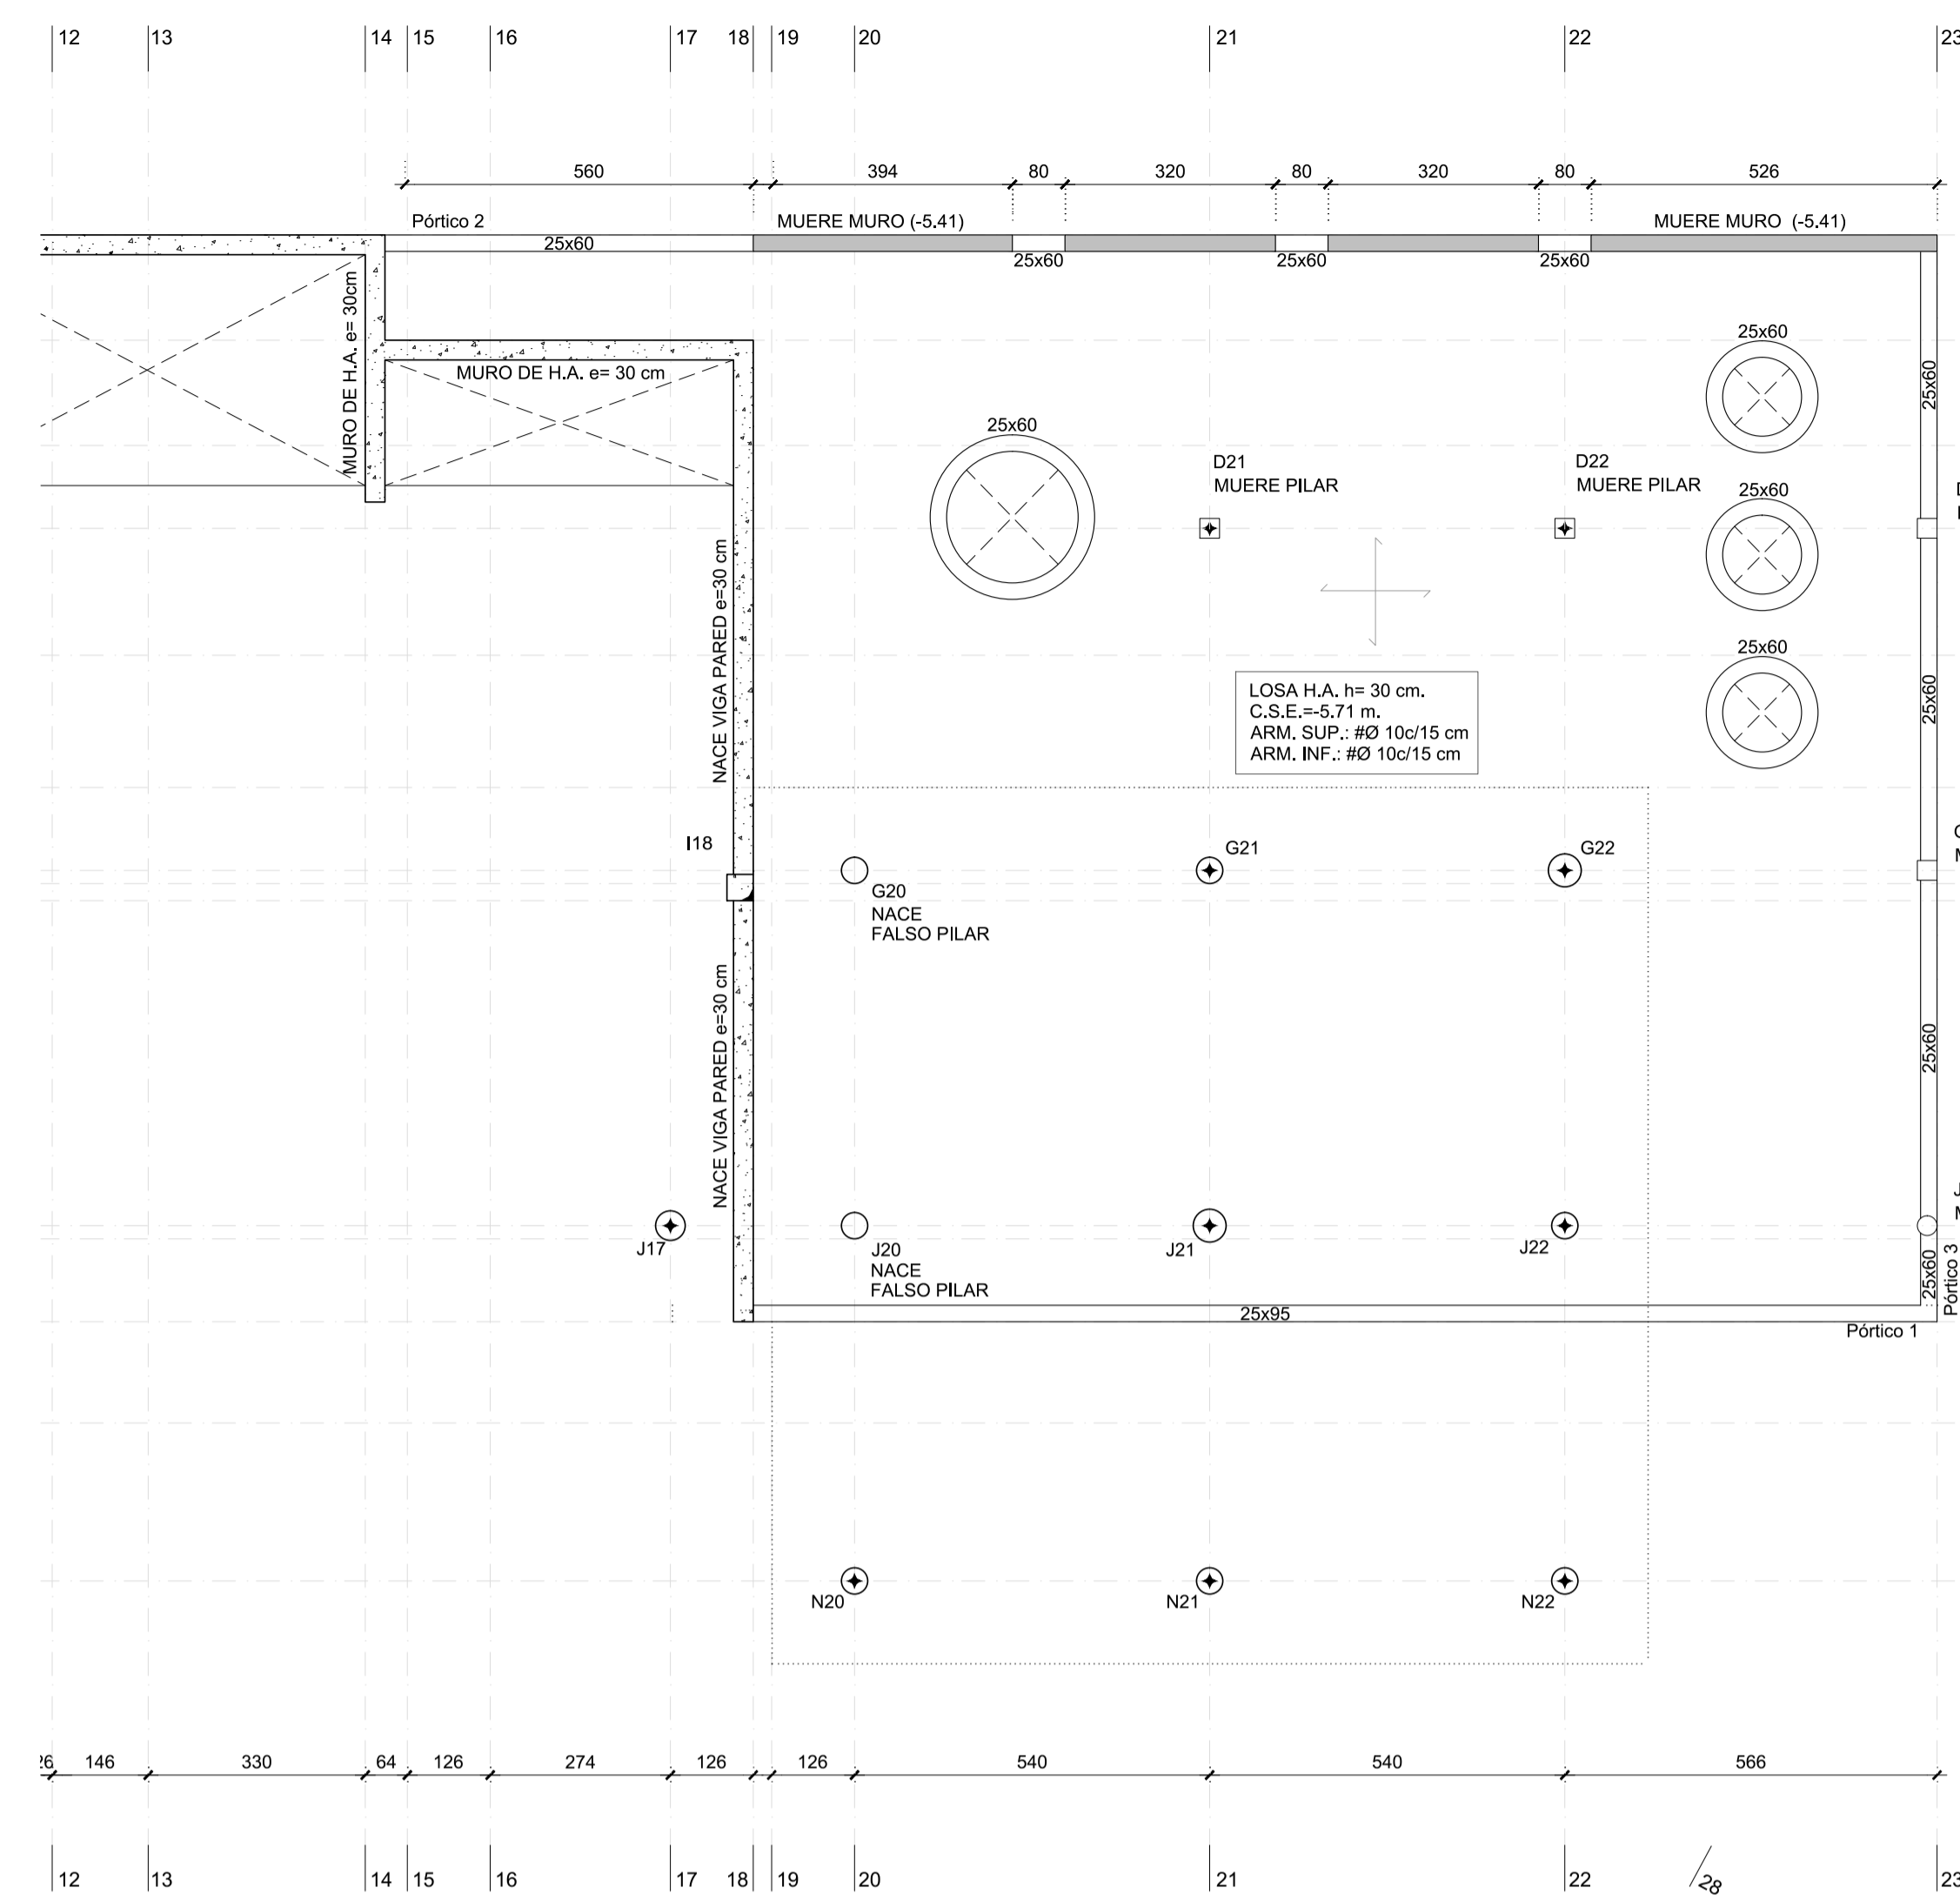 12 13 14 15 16 17 18 19 20 21 22 23
560 394 80 320 80 320 80 526
Pórtico 2
MUERE MURO (-5.41)
MUERE MURO (-5.41)
25x60
25x60
25x60
25x60
MURO DE H.A. e= 30cm
MURO DE H.A. e= 30 cm
25x60
25x60
25x60
25x60
D21
MUERE PILAR
D22
MUERE PILAR
25x60
NACE VIGA PARED e=30 cm
25x60
25x60
LOSA H.A. h= 30 cm.
C.S.E.=-5.71 m.
ARM. SUP.: #Ø 10c/15 cm
ARM. INF.: #Ø 10c/15 cm
I18
G21
G22
G20
NACE
FALSO PILAR
NACE VIGA PARED e=30 cm
25x60
J17
J20
NACE
FALSO PILAR
J21
J22
25x60
Pórtico 3
25x95
Pórtico 1
N20
N21
N22
146 330 64 126 274 126 126 540 540 566
12 13 14 15 16 17 18 19 20 21 22 28 23